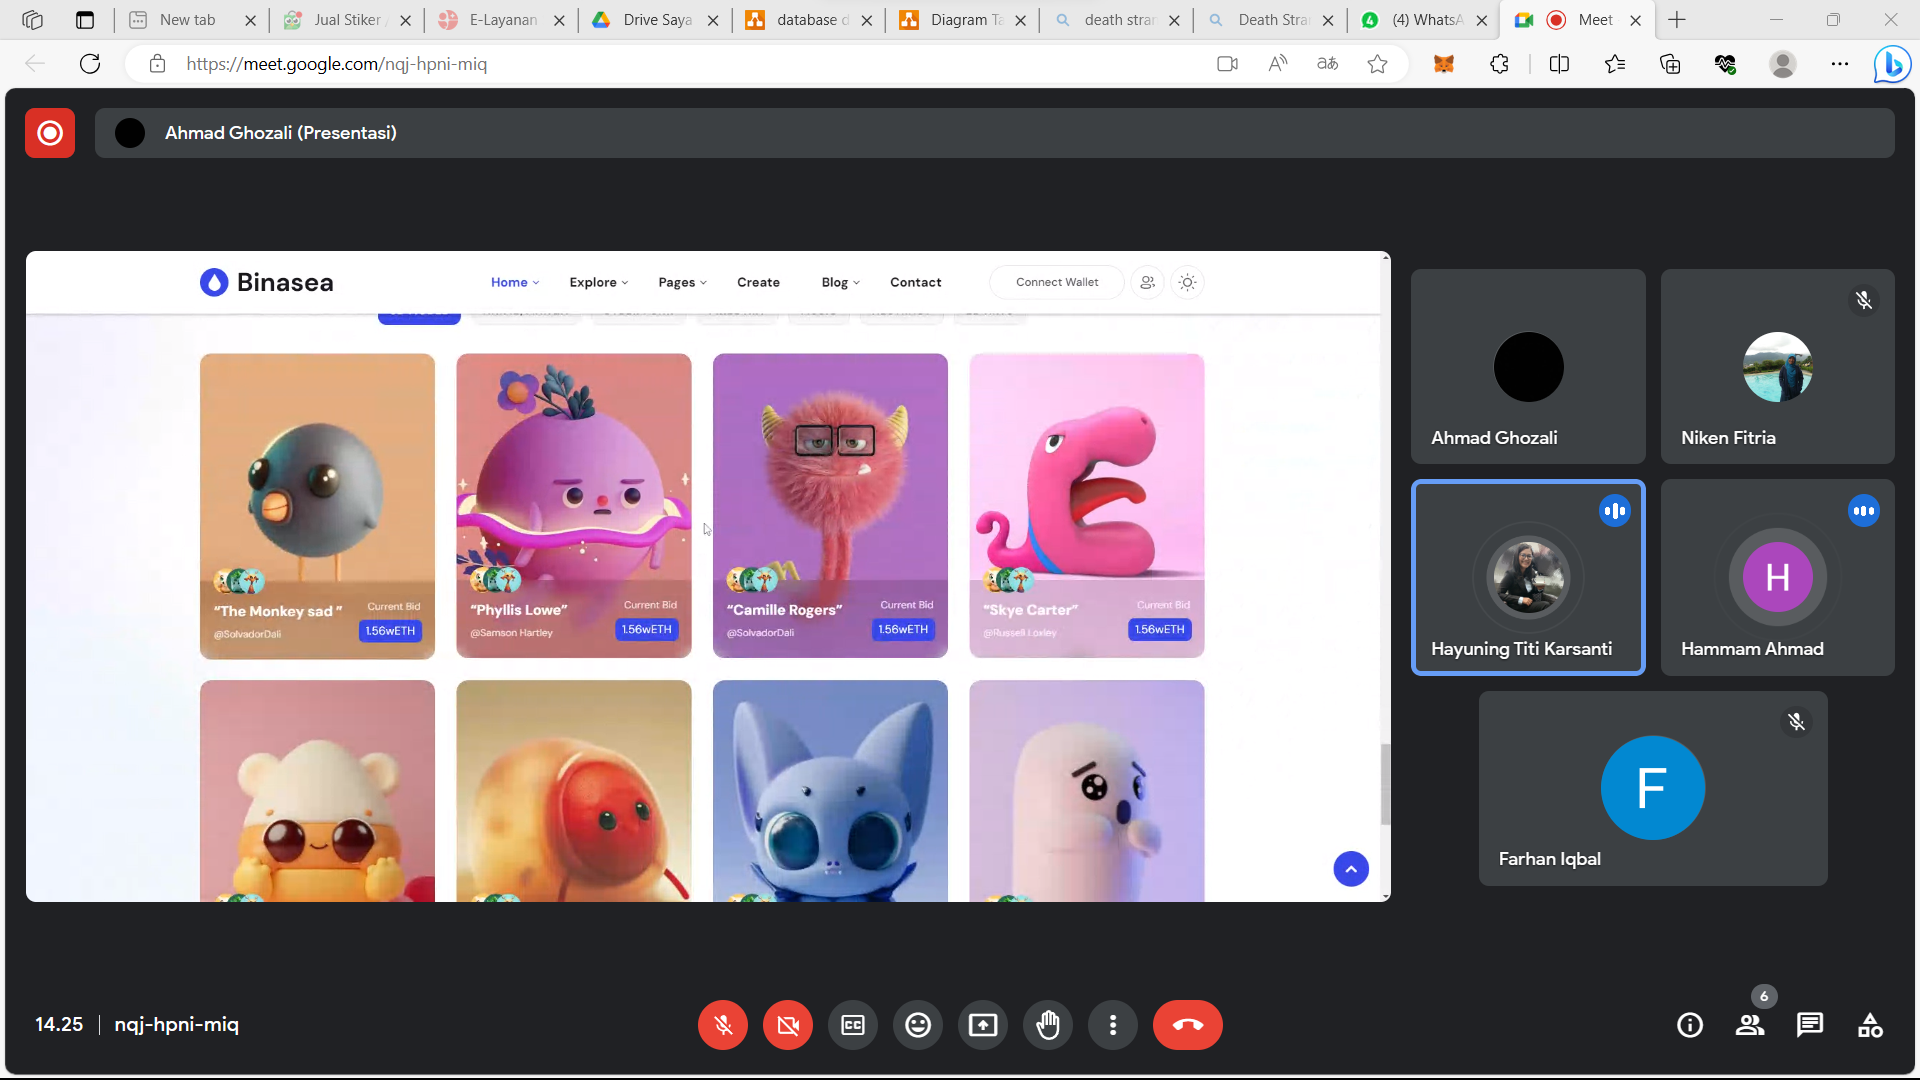 New tab
Jual Stiker
E-Layanan
Drive Saya
database d
Diagram Ta
death stran
Death Stra
(4) WhatsA
Meet
https://meet.google.com/nqj-hpni-miq
Ahmad Ghozali (Presentasi)
Binasea
Home
Explore
Pages
Create
Blog
Contact
Connect Wallet
“The Monkey sad ”
@SolvadorDali
Current Bid
1.56wETH
“Phyllis Lowe”
@Samson Hartley
Current Bid
1.56wETH
“Camille Rogers”
@SolvadorDali
Current Bid
1.56wETH
“Skye Carter”
@Russell Loxley
Current Bid
1.56wETH
Ahmad Ghozali
Niken Fitria
Hayuning Titi Karsanti
H
Hammam Ahmad
F
Farhan Iqbal
14.25
nqj-hpni-miq
6